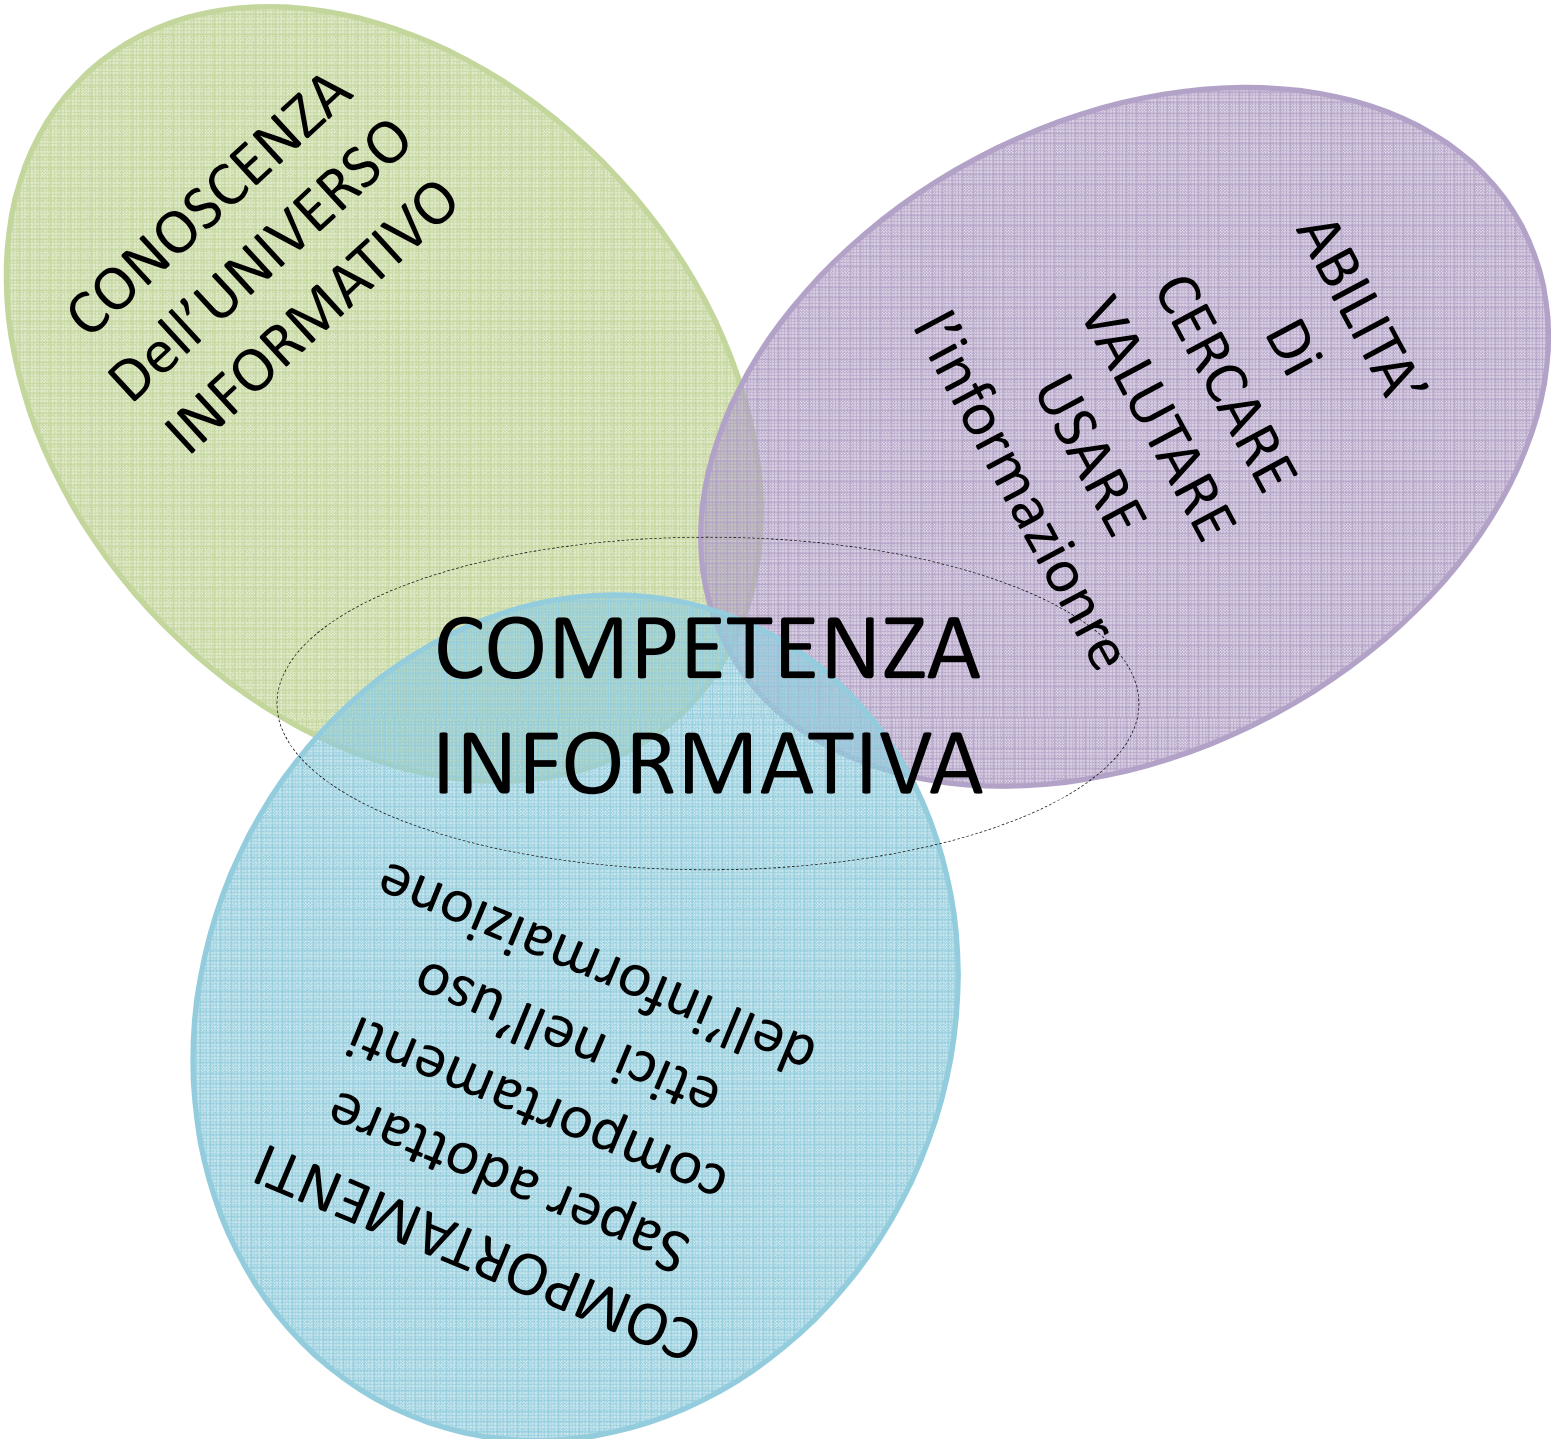 CONOSCENZA
Dell’UNIVERSO
INFORMATIVO
ABILITA’
Di
CERCARE
VALUTARE
USARE
l’informazionre
COMPETENZA
INFORMATIVA
COMPORTAMENTI
Saper adottare
comportamenti
etici nell’uso
dell’informaizione